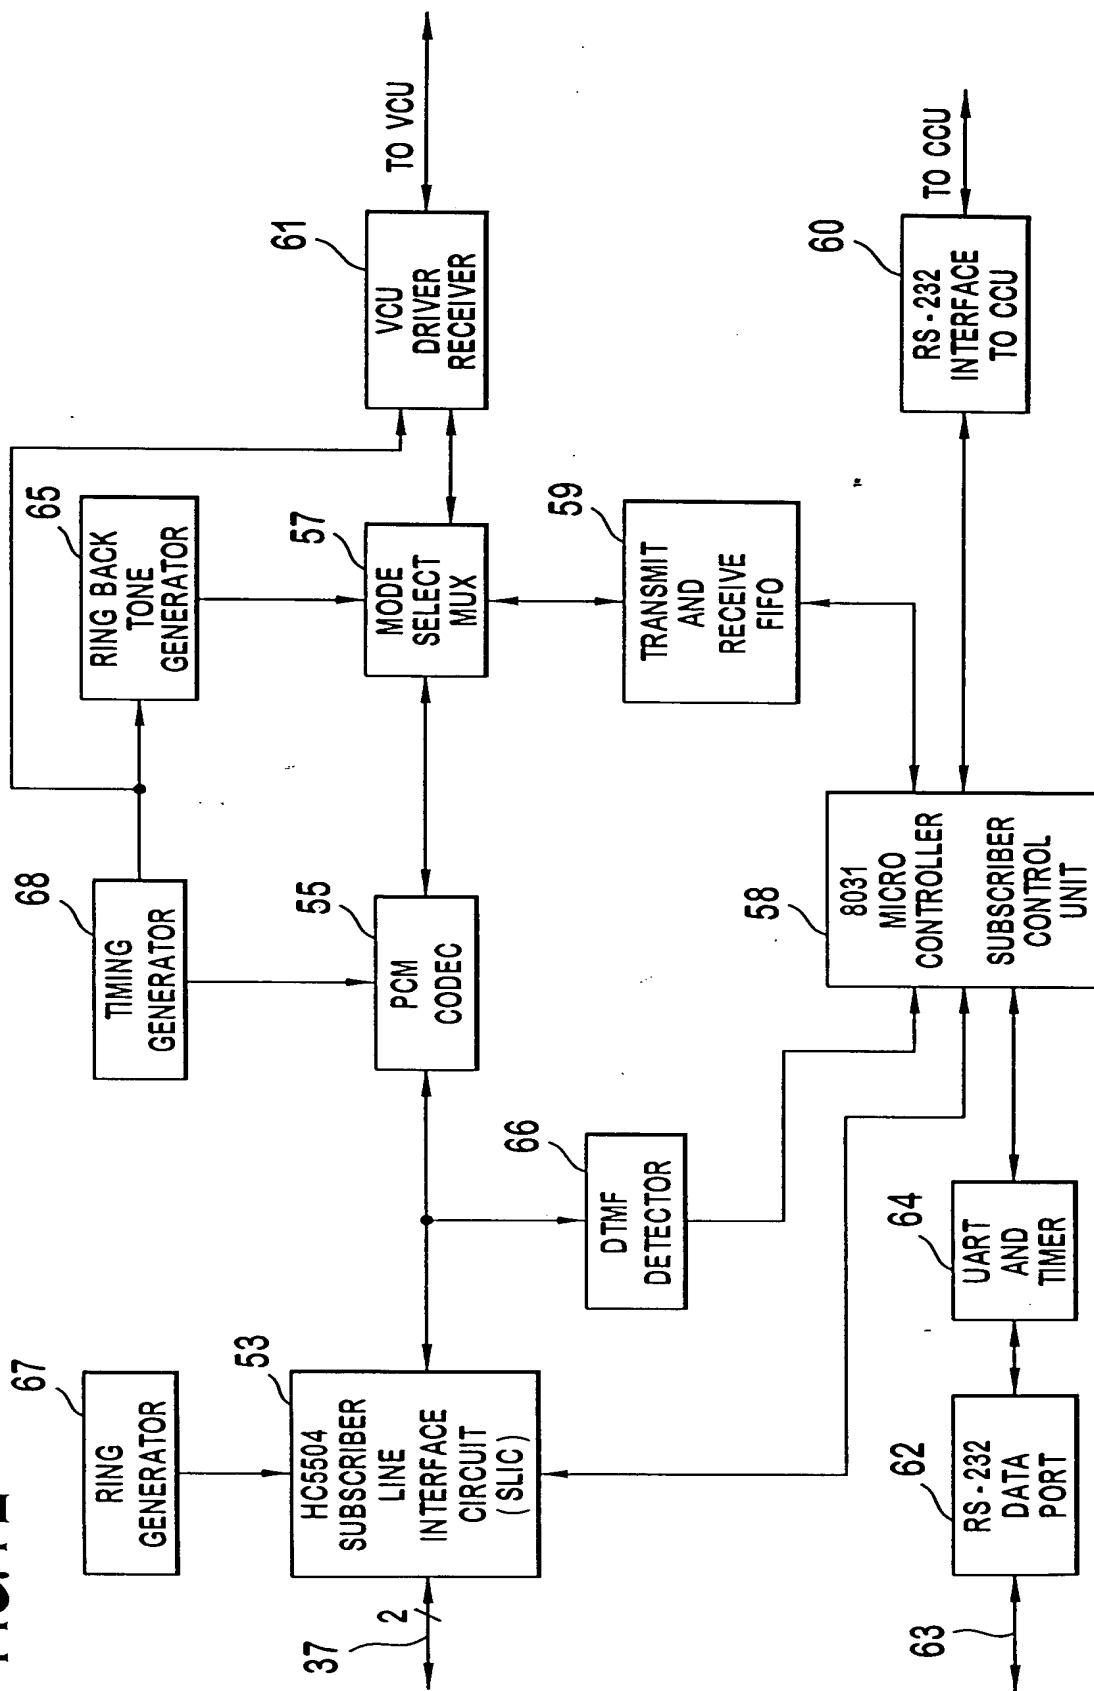 67
RING
GENERATOR
68
TIMING
GENERATOR
65
RING BACK
TONE
GENERATOR
37
2
53
HC5504
SUBSCRIBER
LINE
INTERFACE
CIRCUIT
(SLIC)
55
PCM
CODEC
57
MODE
SELECT
MUX
61
VCU
DRIVER
RECEIVER
TO VCU
66
DTMF
DETECTOR
59
TRANSMIT
AND
RECEIVE
FIFO
63
62
RS-232
DATA
PORT
64
UART
AND
TIMER
58
8031
MICRO
CONTROLLER
SUBSCRIBER
CONTROL
UNIT
60
RS-232
INTERFACE
TO CCU
TO CCU